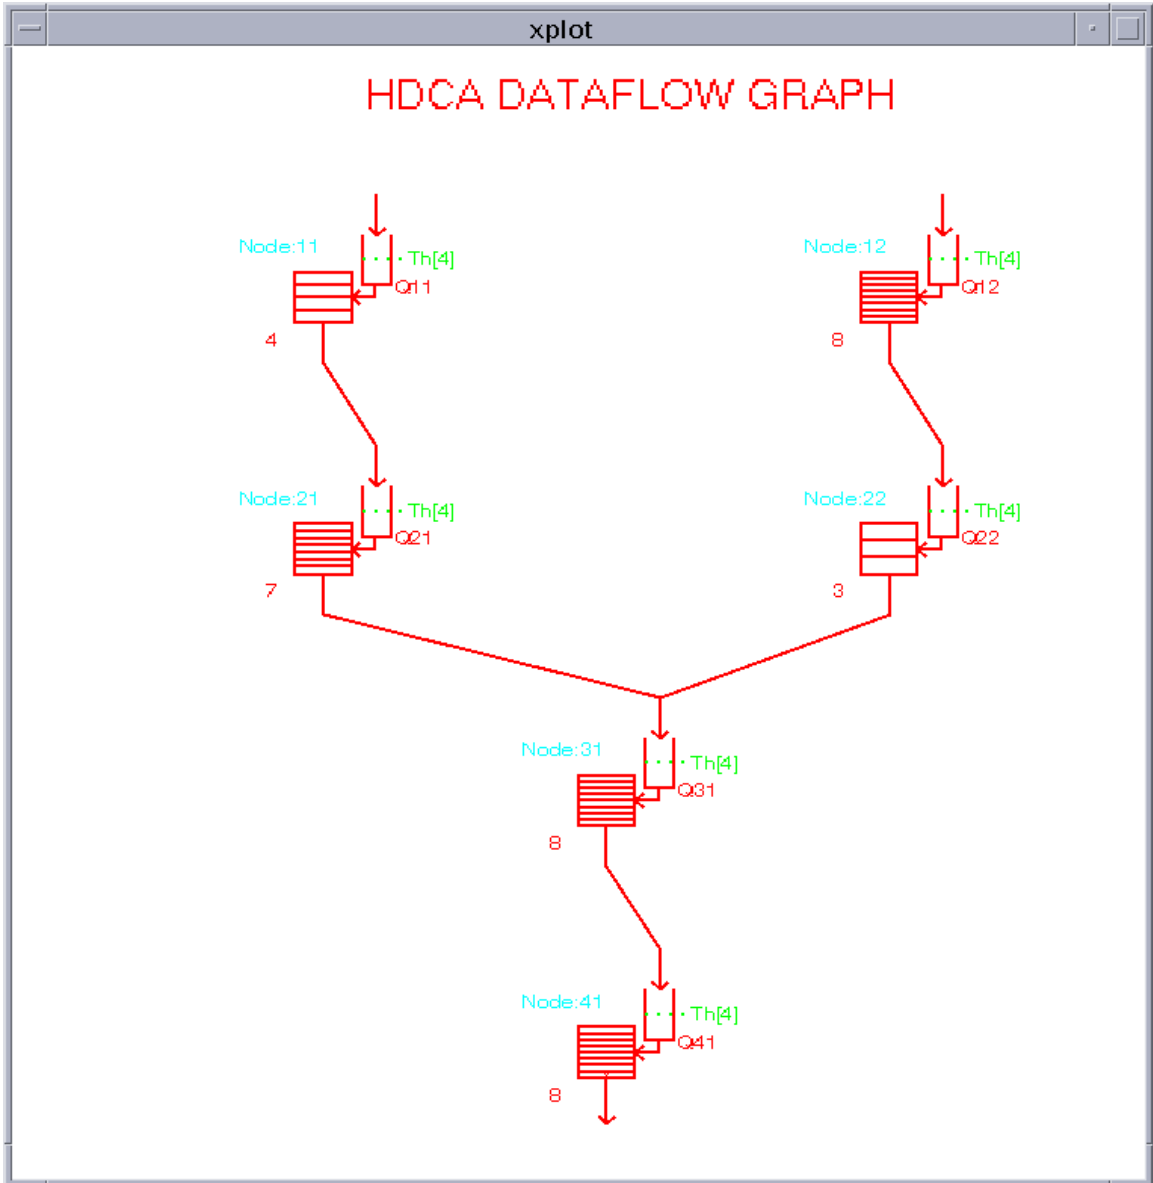 xplot
HDCA DATAFLOW GRAPH
Node:11
Th[4]
Q11
4
Node:12
Th[4]
Q12
8
Node:21
Th[4]
Q21
7
Node:22
Th[4]
Q22
3
Node:31
Th[4]
Q31
8
Node:41
Th[4]
Q41
8